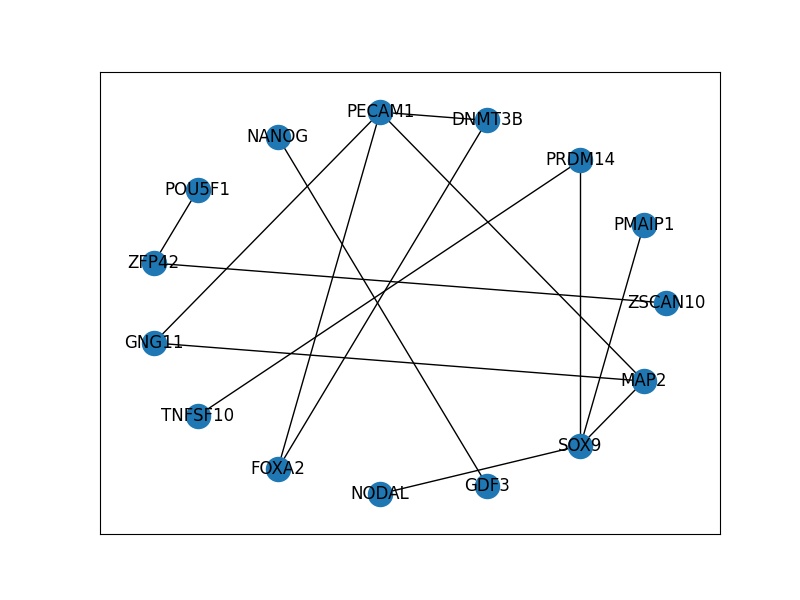 PECAM1
DNMT3B
NANOG
PRDM14
POU5F1
PMAIP1
ZFP42
ZSCAN10
GNG11
MAP2
TNFSF10
SOX9
FOXA2
GDF3
NODAL